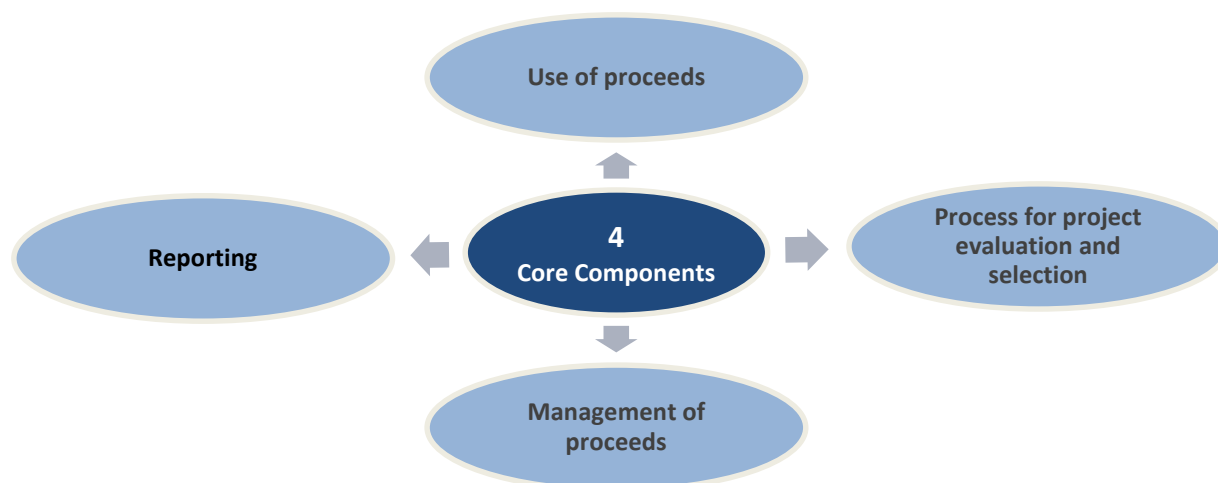 Use of proceeds
Reporting
4
Core Components
Process for project
evaluation and
selection
Management of
proceeds